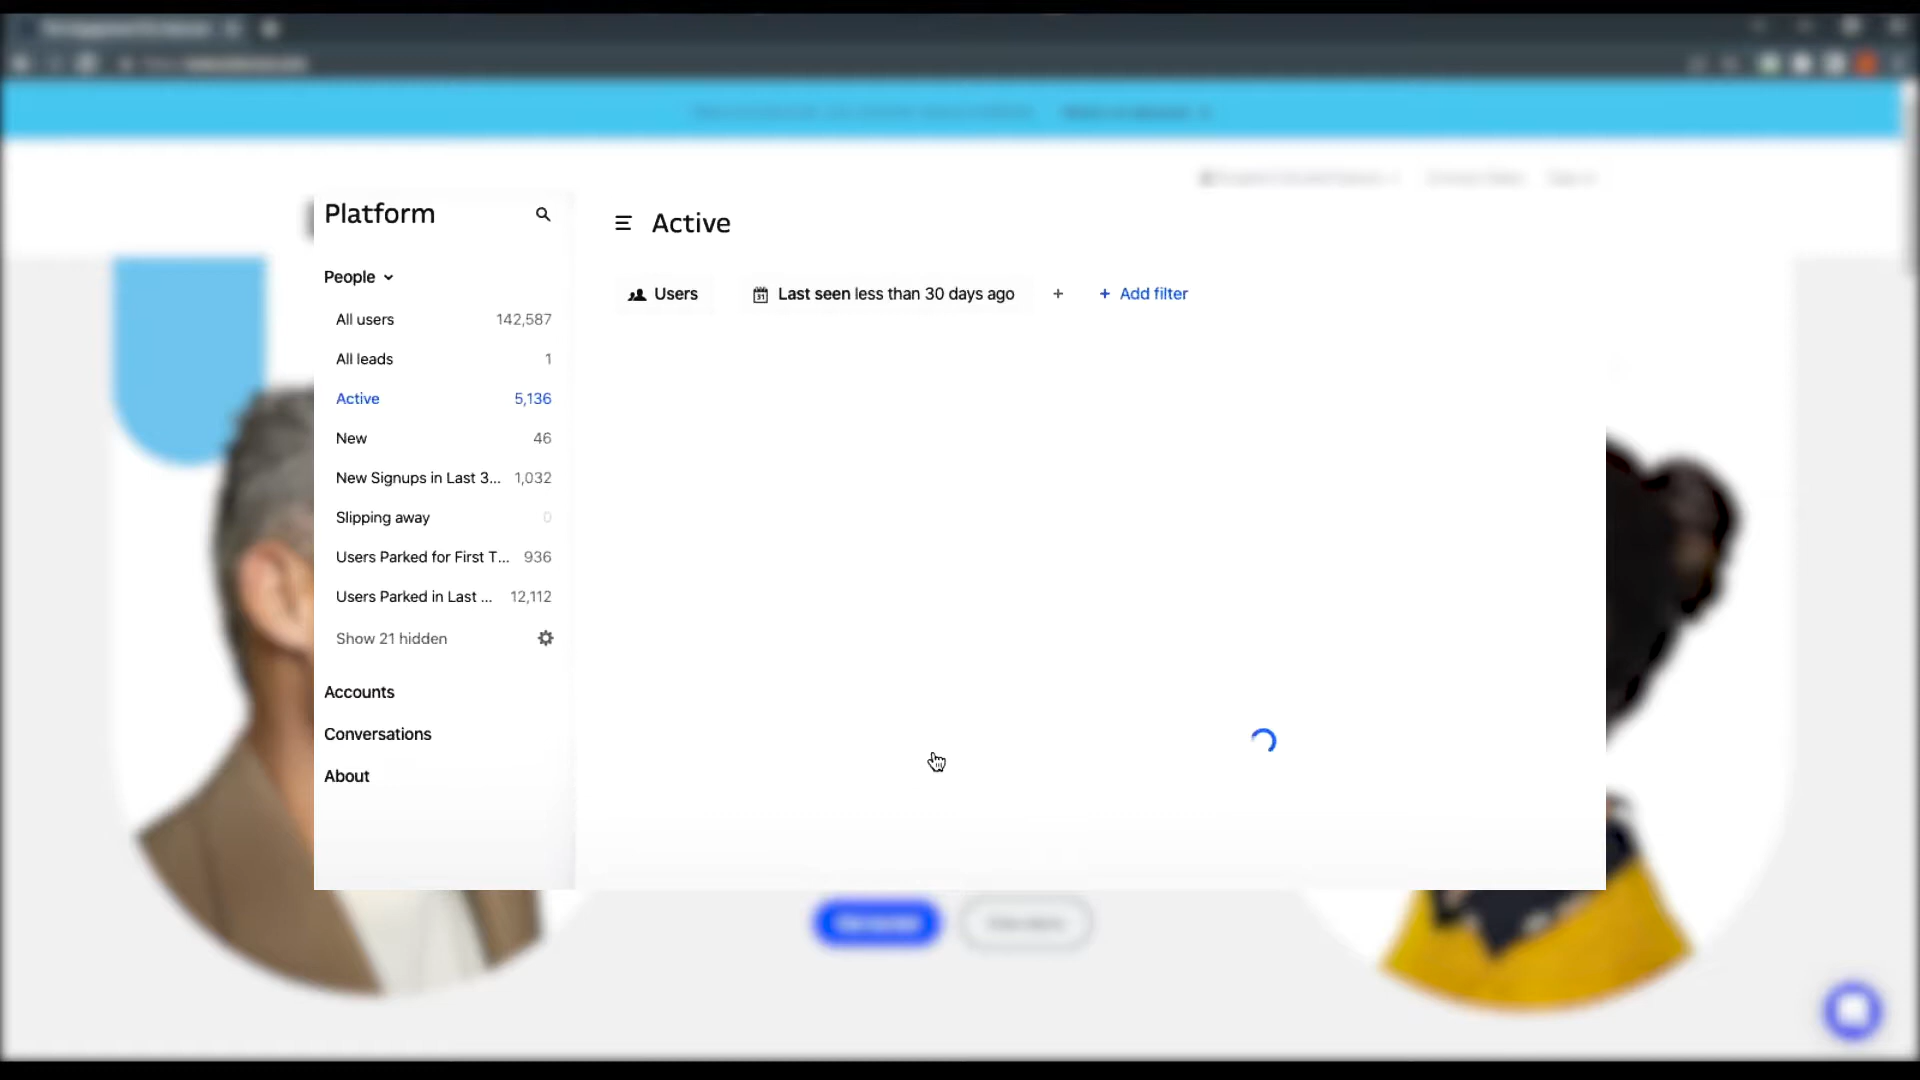 Platform
Active
People
Users
Last seen less than 30 days ago
+
+ Add filter
All users 142,587
All leads 1
Active 5,136
New 46
New Signups in Last 3... 1,032
Slipping away 0
Users Parked for First T... 936
Users Parked in Last ... 12,112
Show 21 hidden
Accounts
Conversations
About